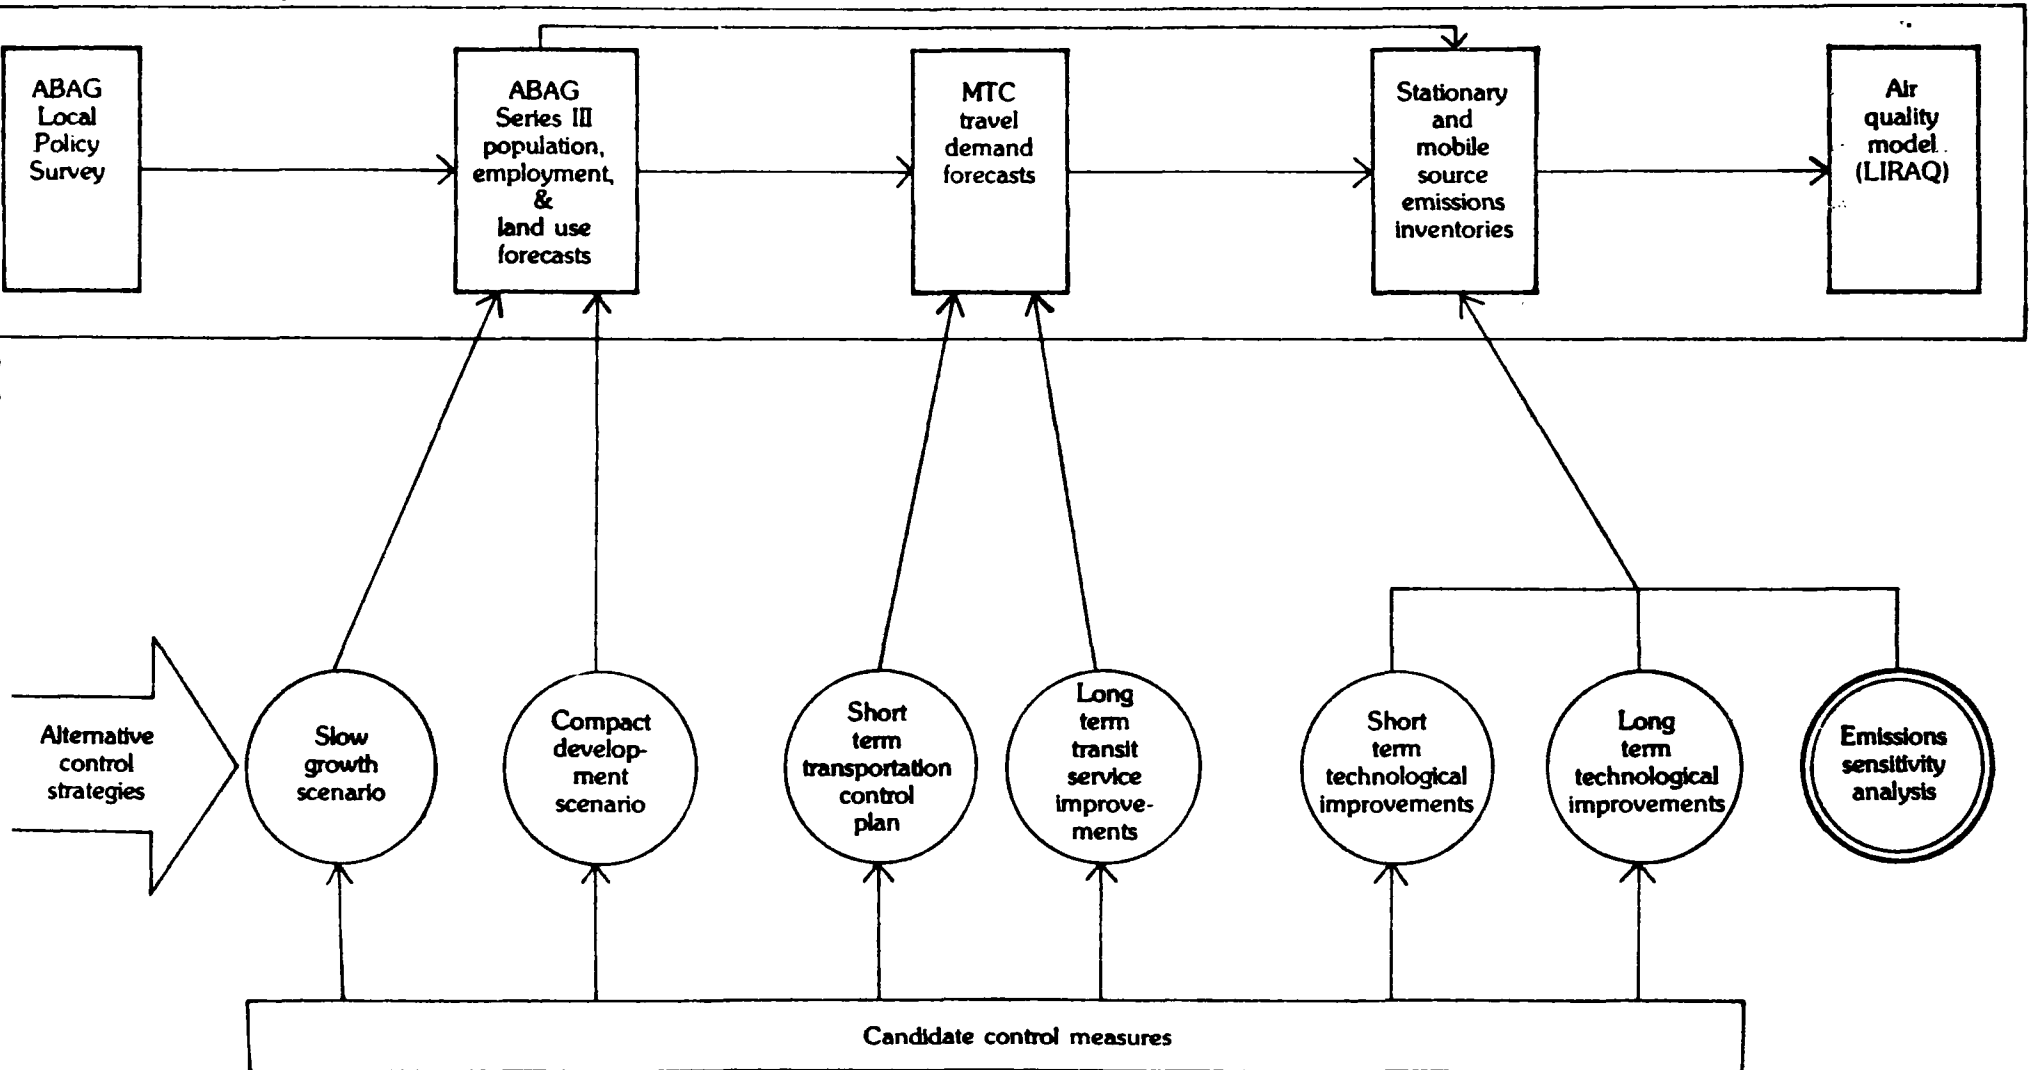 ABAG
Local
Policy
Survey
ABAG
Series III
population,
employment,
&
land use
forecasts
MTC
travel
demand
forecasts
Stationary
and
mobile
source
emissions
inventories
Air
quality
model
(LIRAQ)
Alternative
control
strategies
Slow
growth
scenario
Compact
develop-
ment
scenario
Short
term
transportation
control
plan
Long
term
transit
service
improve-
ments
Short
term
technological
improvements
Long
term
technological
improvements
Emissions
sensitivity
analysis
Candidate control measures